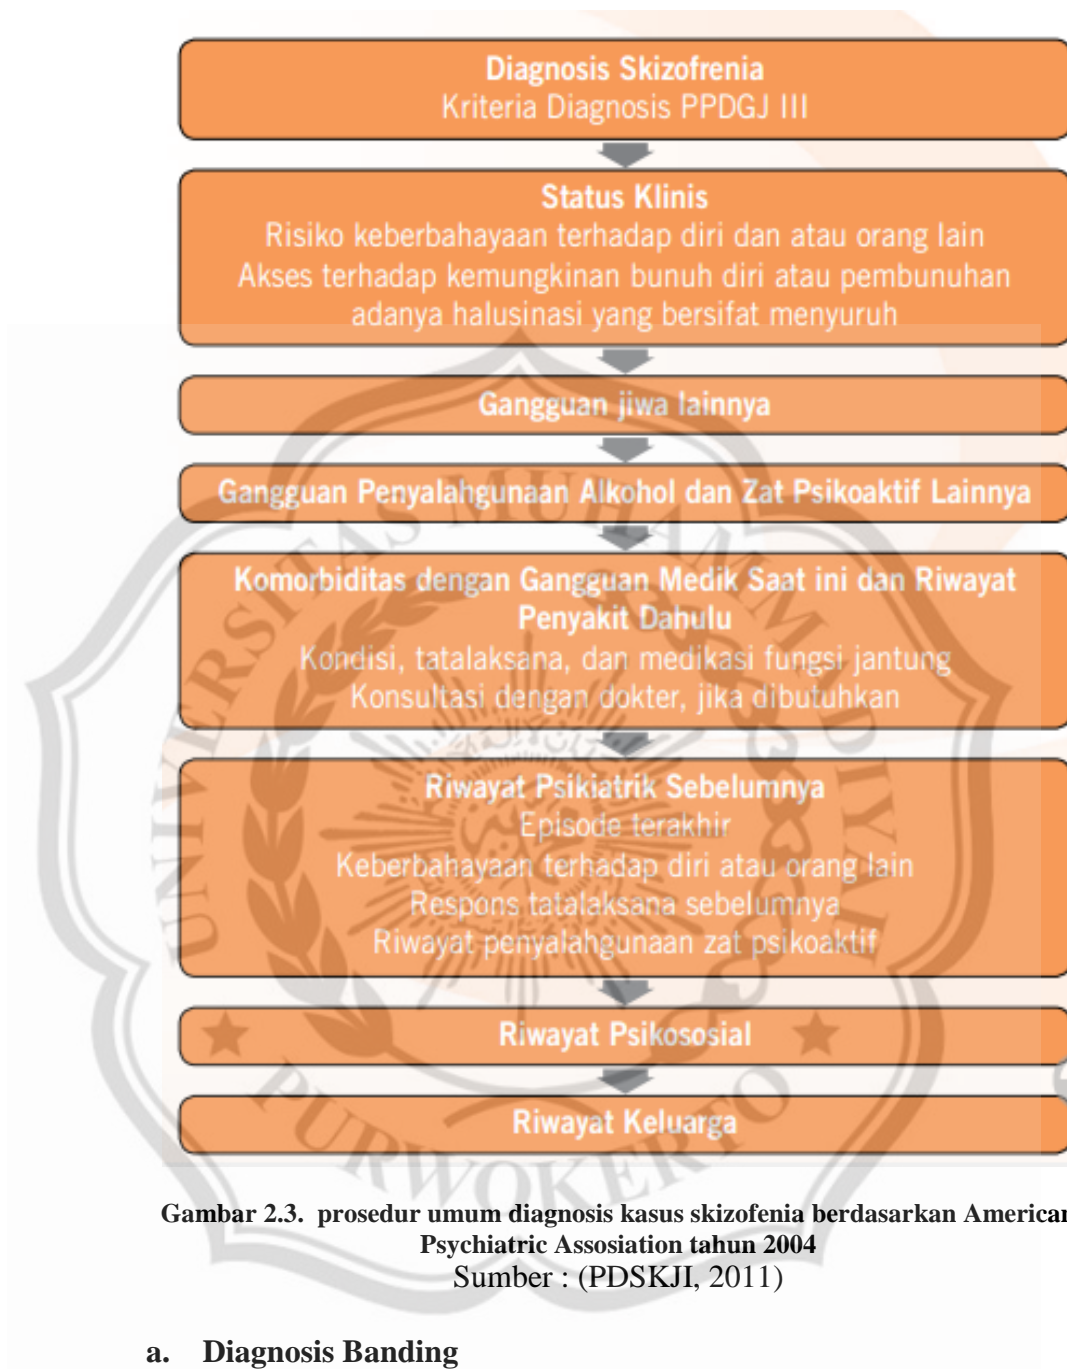 Diagnosis Skizofrenia
Kriteria Diagnosis PPDGJ III
Status Klinis
Risiko keberbahayaan terhadap diri dan atau orang lain
Akses terhadap kemungkinan bunuh diri atau pembunuhan
adanya halusinasi yang bersifat menyuruh
Gangguan jiwa lainnya
Gangguan Penyalahgunaan Alkohol dan Zat Psikoaktif Lainnya
Komorbiditas dengan Gangguan Medik Saat ini dan Riwayat
Penyakit Dahulu
Kondisi, tatalaksana, dan medikasi fungsi jantung
Konsultasi dengan dokter, jika dibutuhkan
Riwayat Psikiatrik Sebelumnya
Episode terakhir
Keberbahayaan terhadap diri atau orang lain
Respons tatalaksana sebelumnya
Riwayat penyalahgunaan zat psikoaktif
Riwayat Psikososial
Riwayat Keluarga
UNIVERSITAS MUHAMMADIYAH
PURWOKERTO
Gambar 2.3. prosedur umum diagnosis kasus skizofenia berdasarkan American
Psychiatric Assosiation tahun 2004
Sumber : (PDSKJI, 2011)
a. Diagnosis Banding